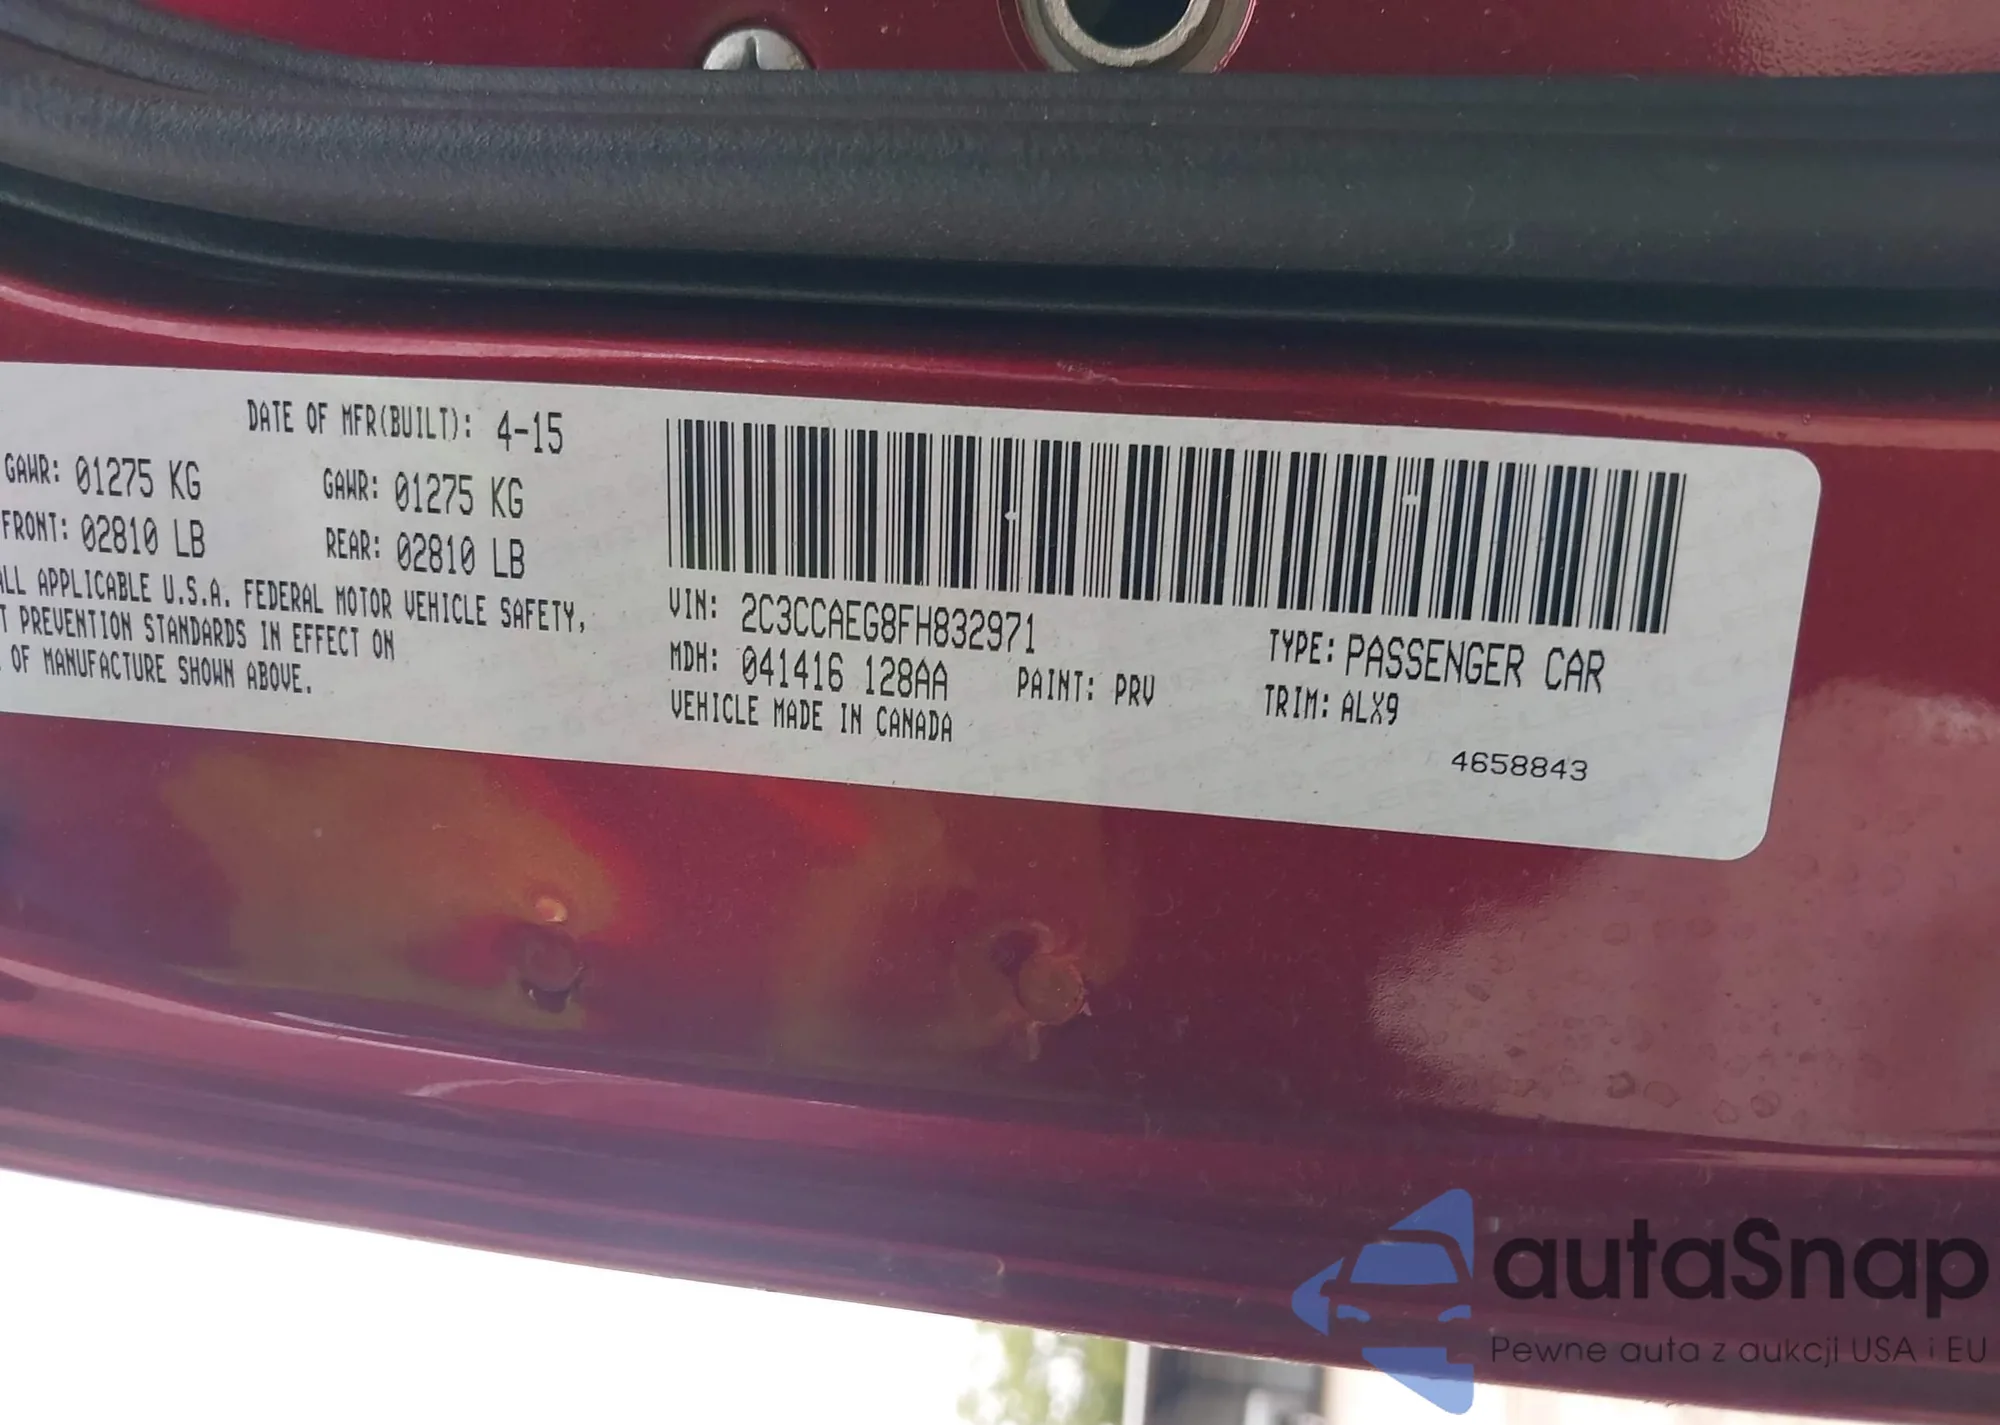 DATE OF MFR(BUILT): 4-15
GAWR: 01275 KG GAWR: 01275 KG
FRONT: 02810 LB REAR: 02810 LB
ALL APPLICABLE U.S.A. FEDERAL MOTOR VEHICLE SAFETY,
T PREVENTION STANDARDS IN EFFECT ON
OF MANUFACTURE SHOWN ABOVE.
VIN: 2C3CCAEG8FH832971 TYPE: PASSENGER CAR
MDH: 041416 128AA PAINT: PRV TRIM: ALX9
VEHICLE MADE IN CANADA
4658843
autaSnap
Pewne auta z aukcji USA i EU